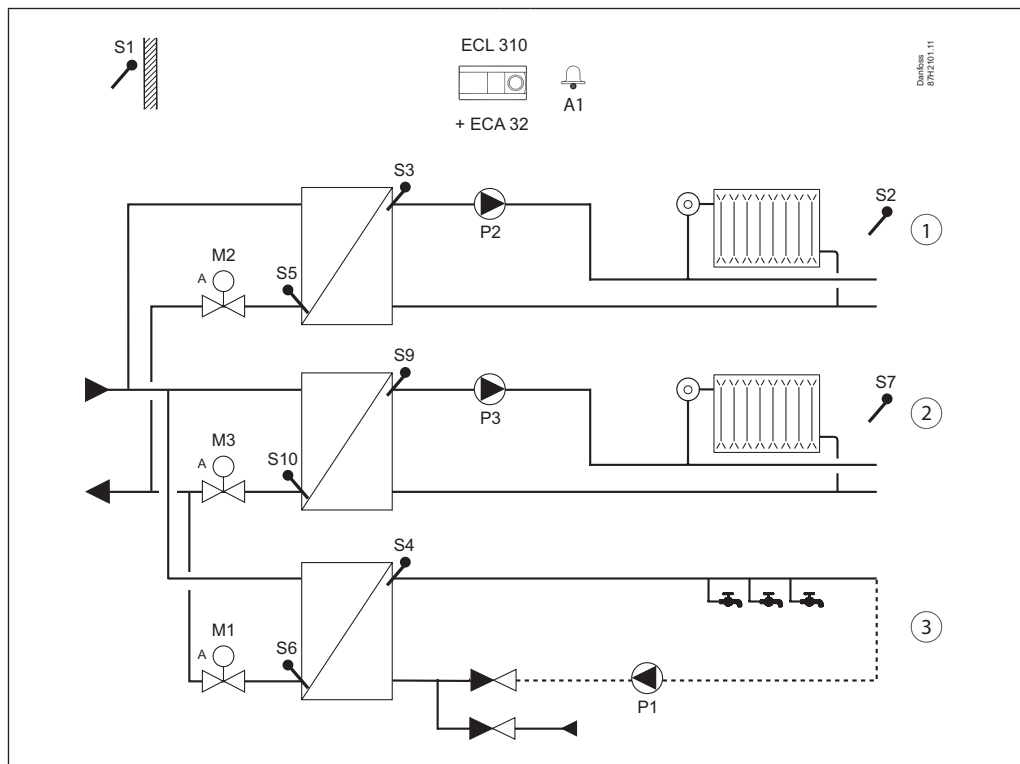 S1
ECL 310
A1
+ ECA 32
Danfoss
87H2101.11
S3
P2
S2
1
M2
A
S5
S9
P3
S7
2
M3
A
S10
S4
3
M1
A
S6
P1